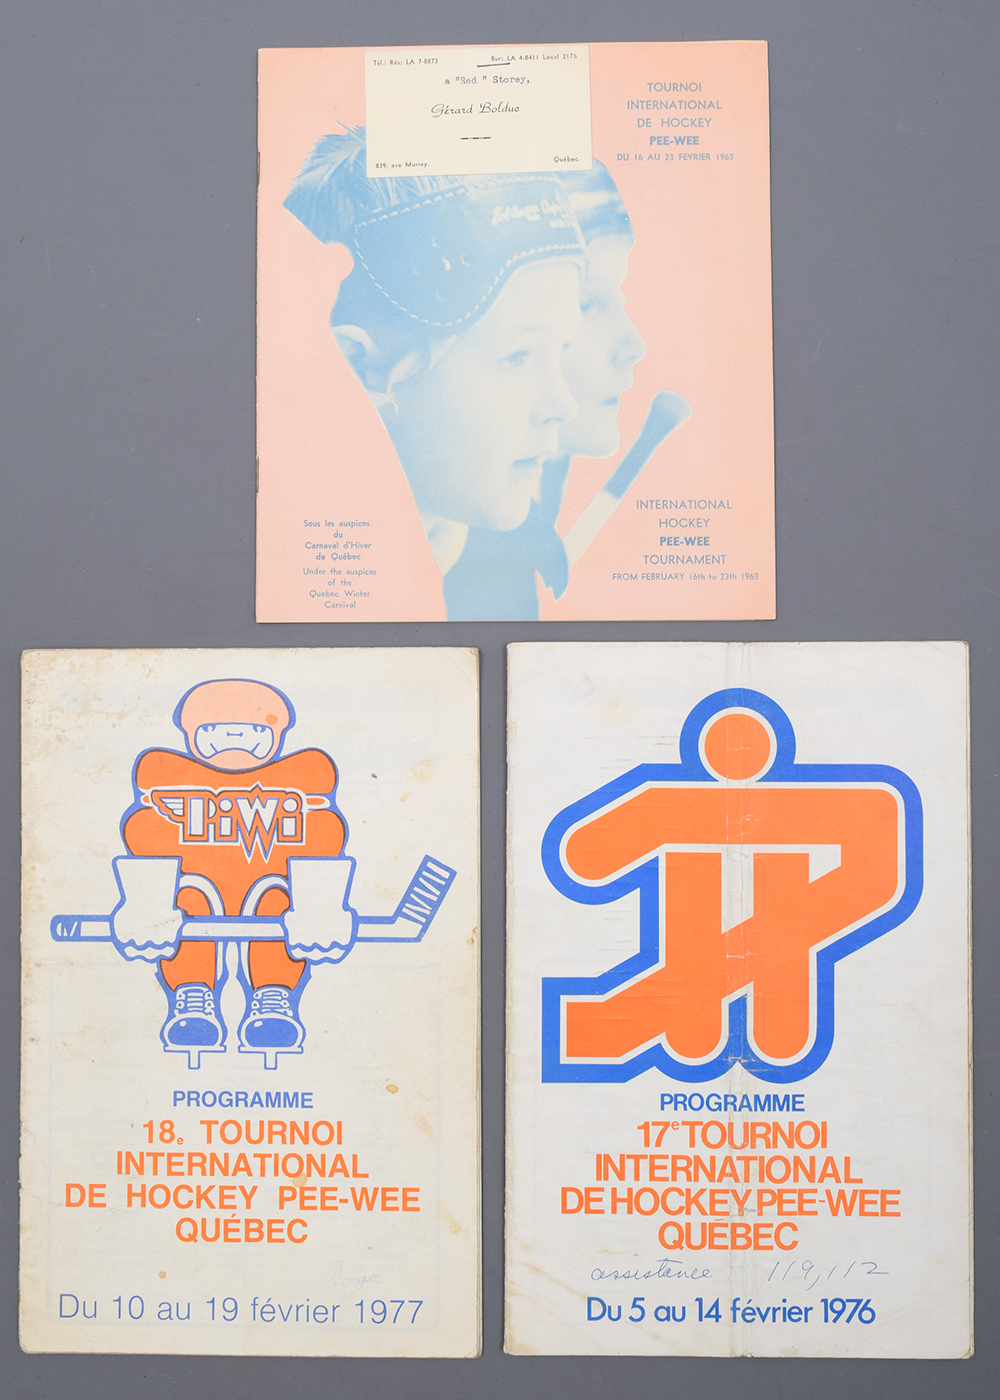 Tél.: Rés: LA 7-8873
Bur: LA 4-8411 Local 2175
a "Red " Storey,
Gérard Bolduc
839, ave Murray.
Québec.
TOURNOI
INTERNATIONAL
DE HOCKEY
PEE-WEE
DU 16 AU 23 FEVRIER 1963
INTERNATIONAL
HOCKEY
PEE-WEE
TOURNAMENT
FROM FEBRUARY 16th to 23th 1963
Sous les auspices
du
Carnaval d'Hiver
de Québec
Under the auspices
of the
Quebec Winter
Carnival
PiWi
PROGRAMME
18e TOURNOI
INTERNATIONAL
DE HOCKEY PEE-WEE
QUÉBEC
Du 10 au 19 février 1977
PROGRAMME
17e TOURNOI
INTERNATIONAL
DE HOCKEY PEE-WEE
QUÉBEC
assistance 119,112
Du 5 au 14 février 1976